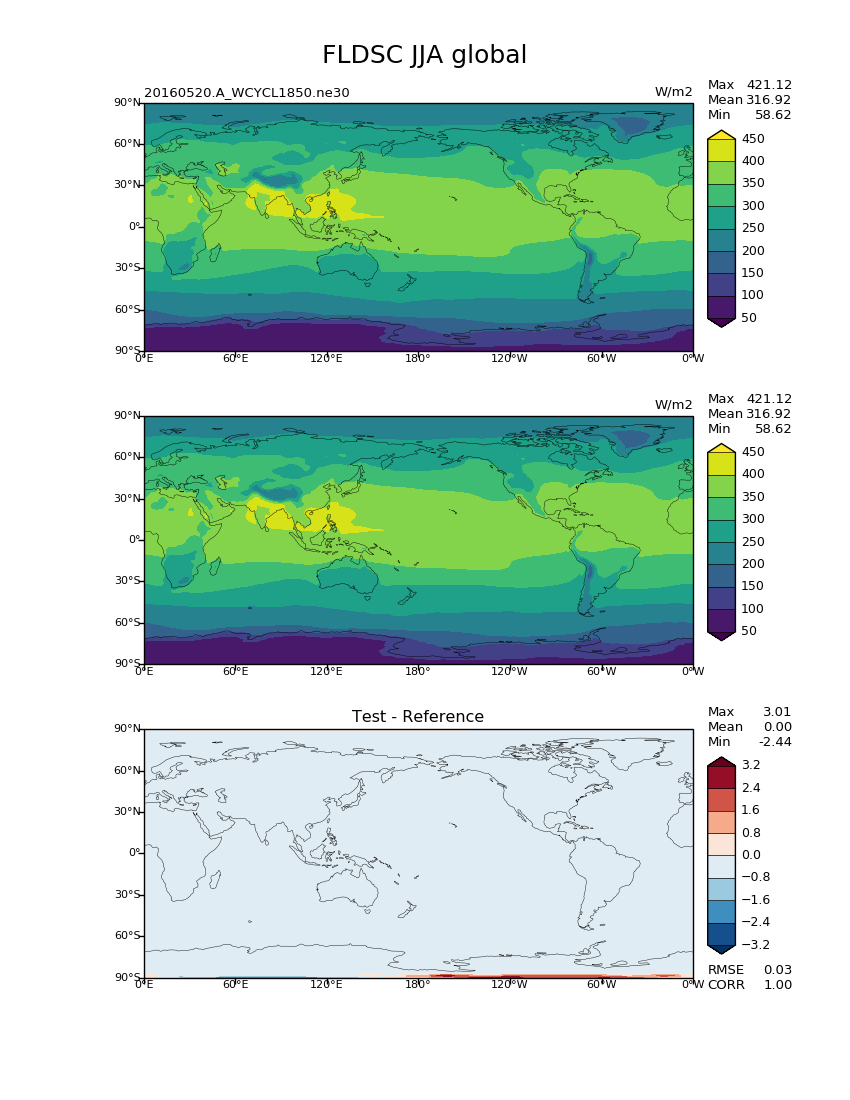 FLDSC JJA global
20160520.A_WCYCL1850.ne30
W/m2
Max 421.12
Mean 316.92
Min 58.62
90°N
60°N
30°N
0°
30°S
60°S
90°S
0°E 60°E 120°E 180° 120°W 60°W 0°W
450
400
350
300
250
200
150
100
50
W/m2
Max 421.12
Mean 316.92
Min 58.62
90°N
60°N
30°N
0°
30°S
60°S
90°S
0°E 60°E 120°E 180° 120°W 60°W 0°W
450
400
350
300
250
200
150
100
50
Test - Reference
Max 3.01
Mean 0.00
Min -2.44
90°N
60°N
30°N
0°
30°S
60°S
90°S
0°E 60°E 120°E 180° 120°W 60°W 0°W
3.2
2.4
1.6
0.8
0.0
−0.8
−1.6
−2.4
−3.2
RMSE 0.03
CORR 1.00